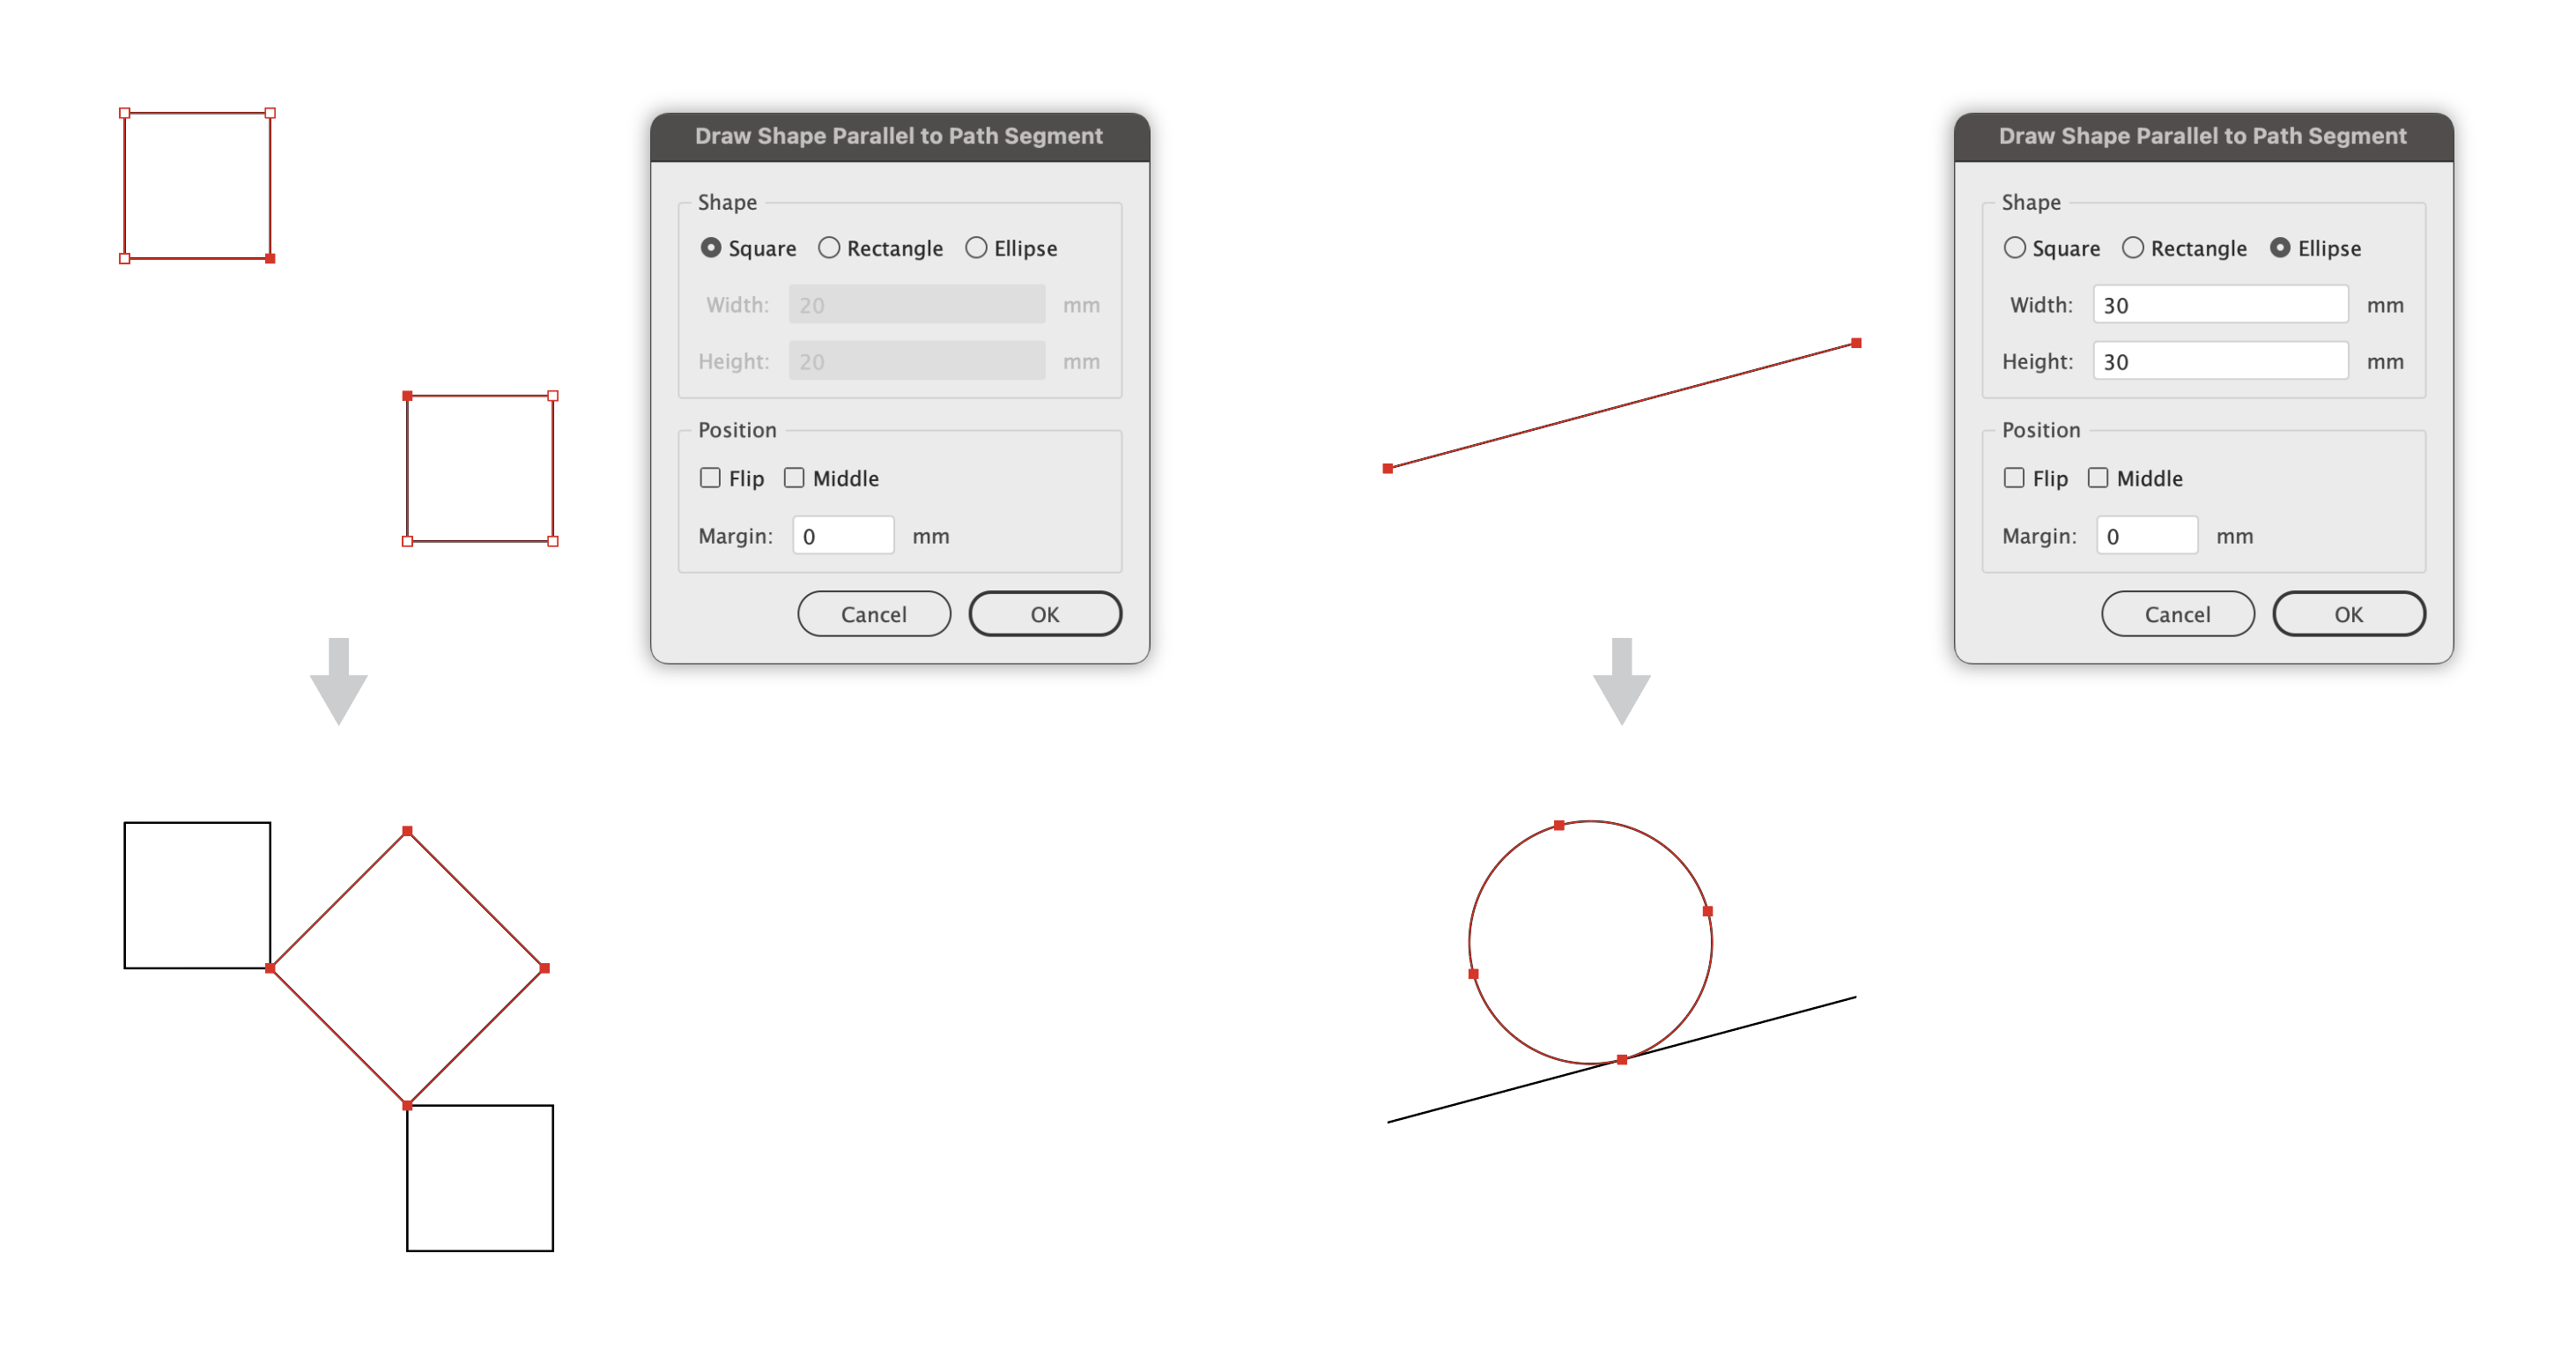 Draw Shape Parallel to Path Segment
Shape
Square Rectangle Ellipse
Width: 20 mm
Height: 20 mm
Position
Flip Middle
Margin: 0 mm
Cancel OK
Draw Shape Parallel to Path Segment
Shape
Square Rectangle Ellipse
Width: 30 mm
Height: 30 mm
Position
Flip Middle
Margin: 0 mm
Cancel OK